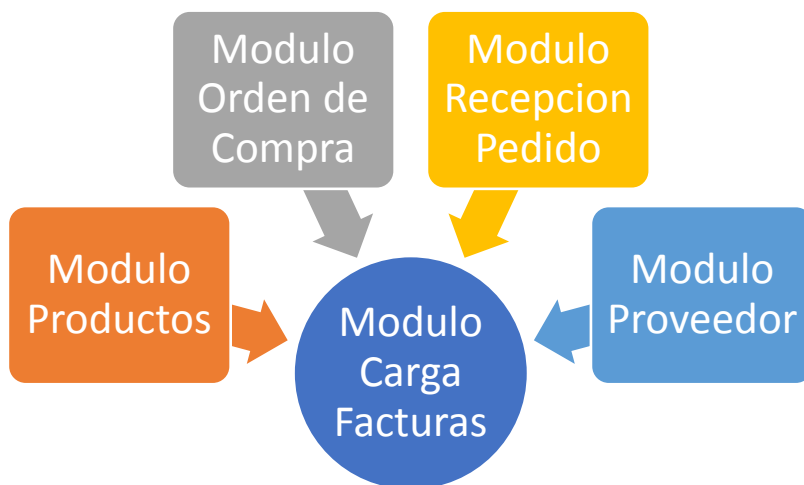 Modulo
Orden de
Compra
Modulo
Recepcion
Pedido
Modulo
Productos
Modulo
Proveedor
Modulo
Carga
Facturas